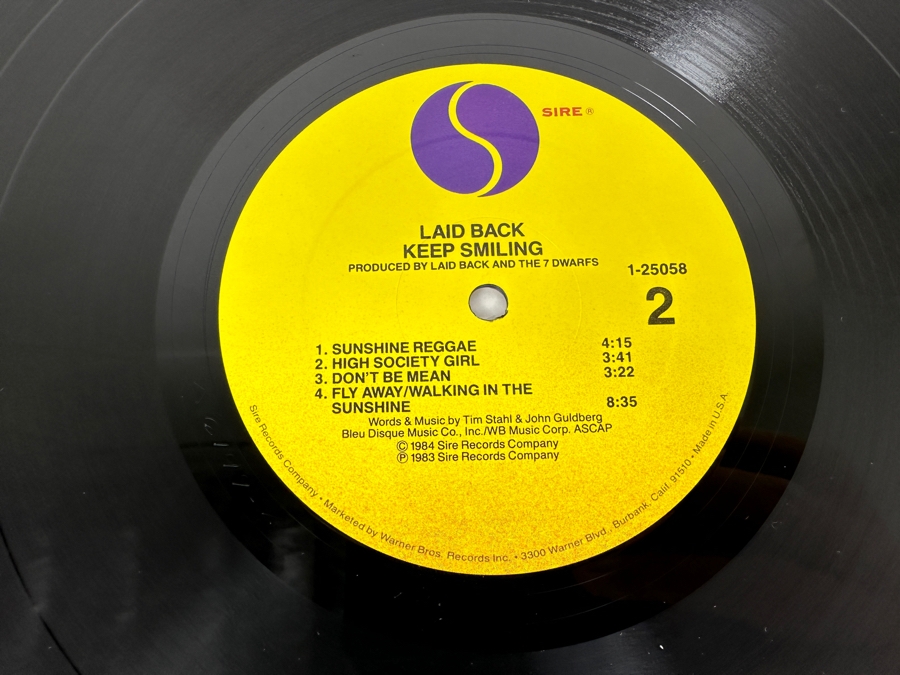 SIRE ®
LAID BACK
KEEP SMILING
PRODUCED BY LAID BACK AND THE 7 DWARFS
1-25058
2
1. SUNSHINE REGGAE 4:15
2. HIGH SOCIETY GIRL 3:41
3. DON'T BE MEAN 3:22
4. FLY AWAY/WALKING IN THE
SUNSHINE 8:35
Words & Music by Tim Stahl & John Guldberg
Bleu Disque Music Co., Inc./WB Music Corp. ASCAP
© 1984 Sire Records Company
℗ 1983 Sire Records Company
Sire Records Company • Marketed by Warner Bros. Records Inc. • 3300 Warner Blvd., Burbank, Calif. 91510 • Made in U.S.A.